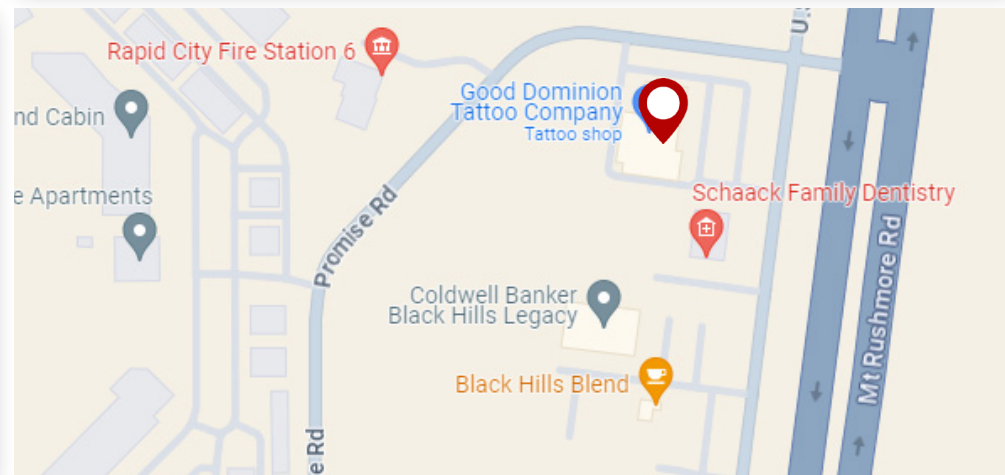 Rapid City Fire Station 6
Good Dominion
Tattoo Company
Tattoo shop
nd Cabin
e Apartments
Promise Rd
Schaack Family Dentistry
Mt Rushmore Rd
Coldwell Banker
Black Hills Legacy
Black Hills Blend
e Rd